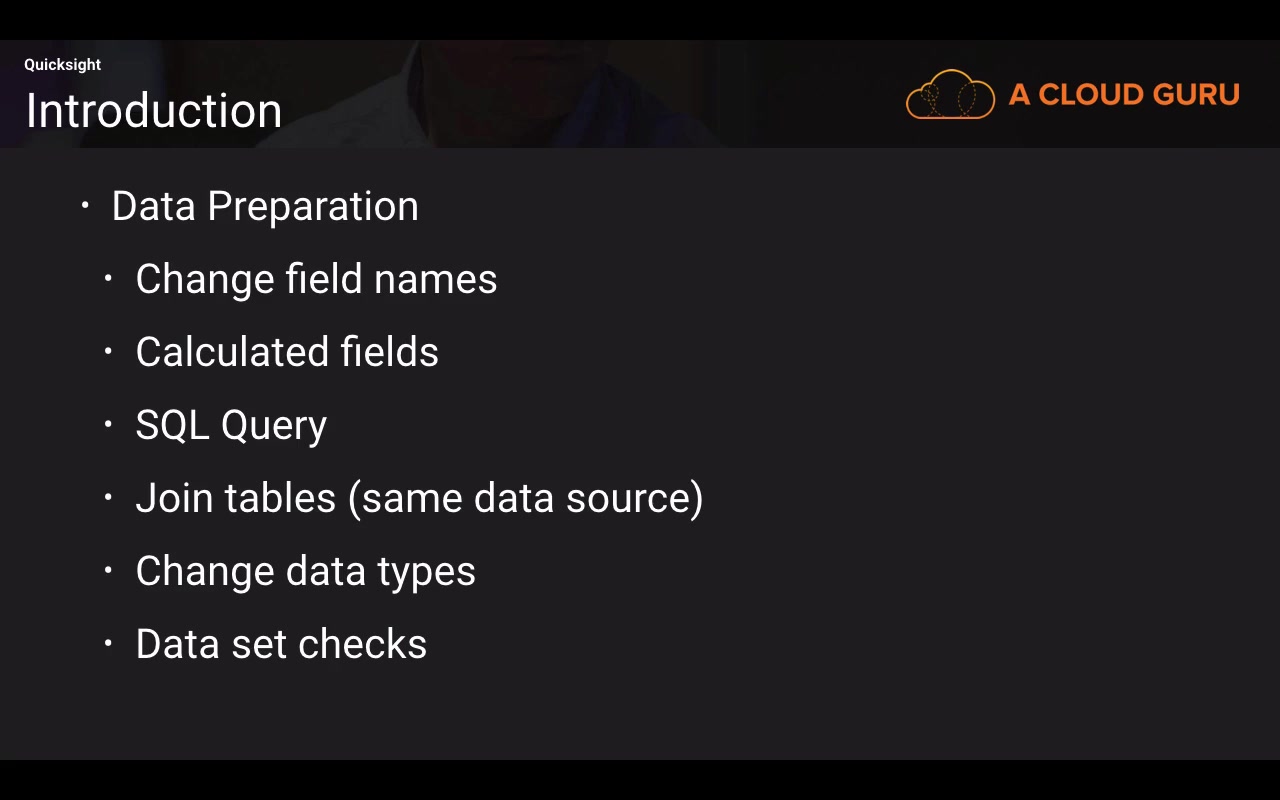 Quicksight
Introduction
A CLOUD GURU
• Data Preparation
• Change field names
• Calculated fields
• SQL Query
• Join tables (same data source)
• Change data types
• Data set checks